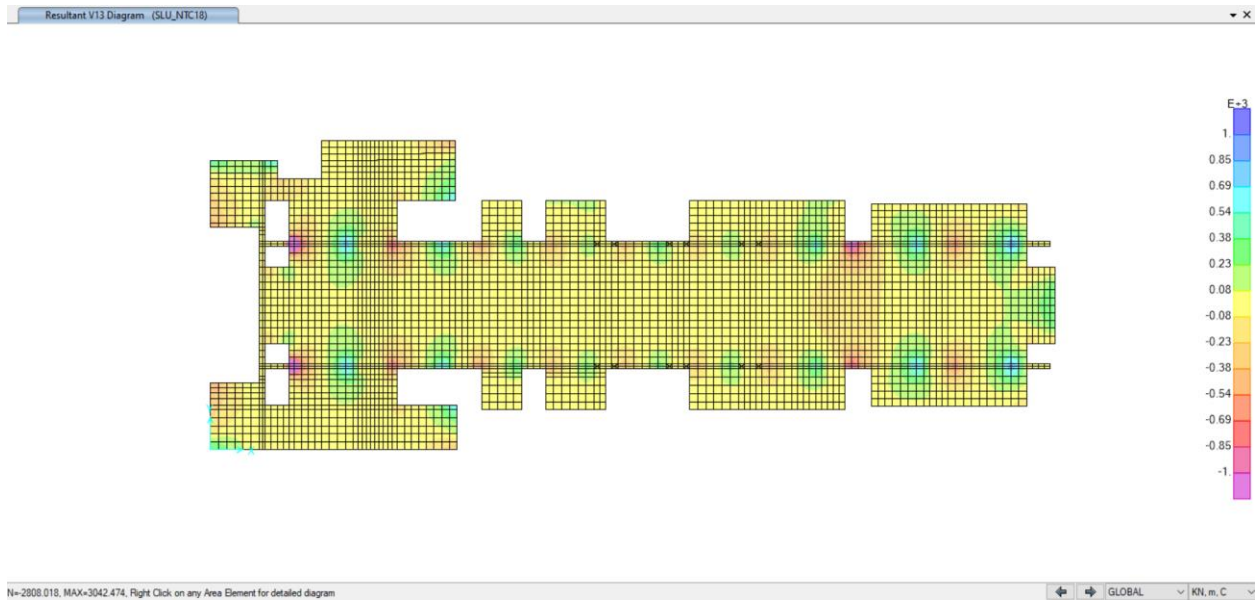 Resultant V13 Diagram (SLU_NTC18)
E+3
1.
0.85
0.69
0.54
0.38
0.23
0.08
-0.08
-0.23
-0.38
-0.54
-0.69
-0.85
-1.
N=-2808.018, MAX=3042.474, Right Click on any Area Element for detailed diagram
GLOBAL
KN, m, C